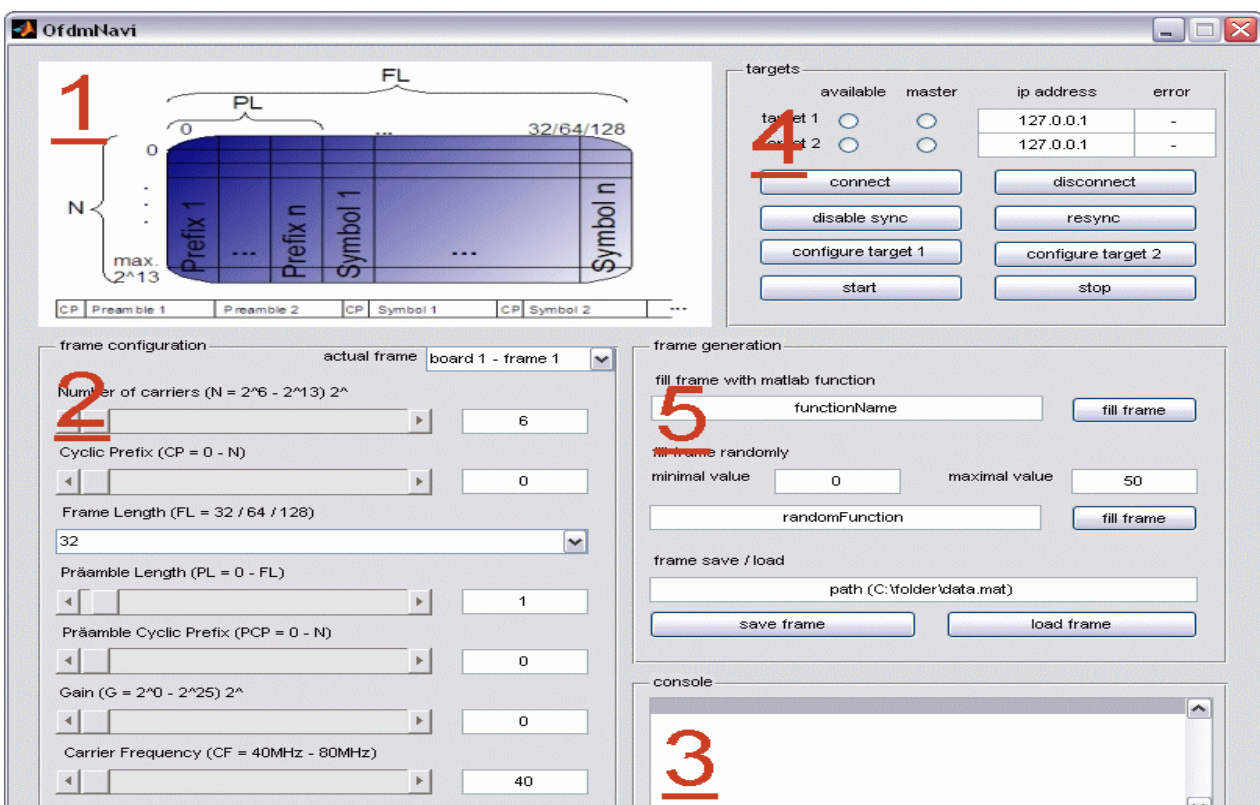 OfdmNavi
1
FL
PL
0
...
32/64/128
0
N
max.
2^13
Prefix 1
...
Prefix n
Symbol 1
...
Symbol n
CP Preamble 1 Preamble 2 CP Symbol 1 CP Symbol 2 ...
targets
available master ip address error
target 1 127.0.0.1 -
2 127.0.0.1 -
4
connect disconnect
disable sync resync
configure target 1 configure target 2
start stop
frame configuration
actual frame board 1 - frame 1
Number of carriers (N = 2^6 - 2^13) 2^
2
6
Cyclic Prefix (CP = 0 - N)
0
Frame Length (FL = 32 / 64 / 128)
32
Präamble Length (PL = 0 - FL)
1
Präamble Cyclic Prefix (PCP = 0 - N)
0
Gain (G = 2^0 - 2^25) 2^
0
Carrier Frequency (CF = 40MHz - 80MHz)
40
frame generation
fill frame with matlab function
5
functionName fill frame
fill frame randomly
minimal value 0 maximal value 50
randomFunction fill frame
frame save / load
path (C:\folder\data.mat)
save frame load frame
console
3